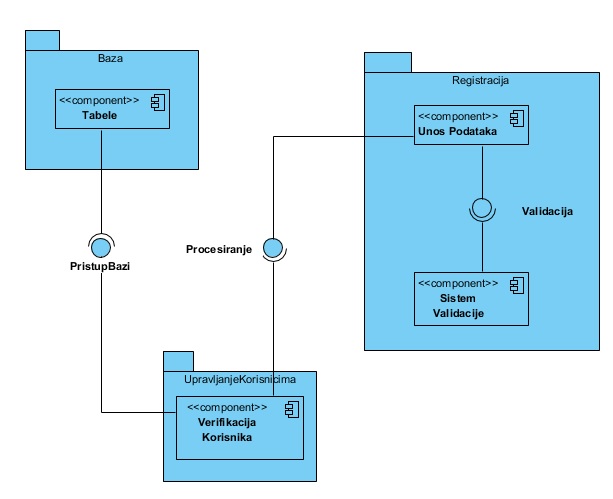 Baza
<<component>>
Tabele
Registracija
<<component>>
Unos Podataka
Validacija
<<component>>
Sistem
Validacije
Procesiranje
PristupBazi
UpravljanjeKorisnicima
<<component>>
Verifikacija
Korisnika